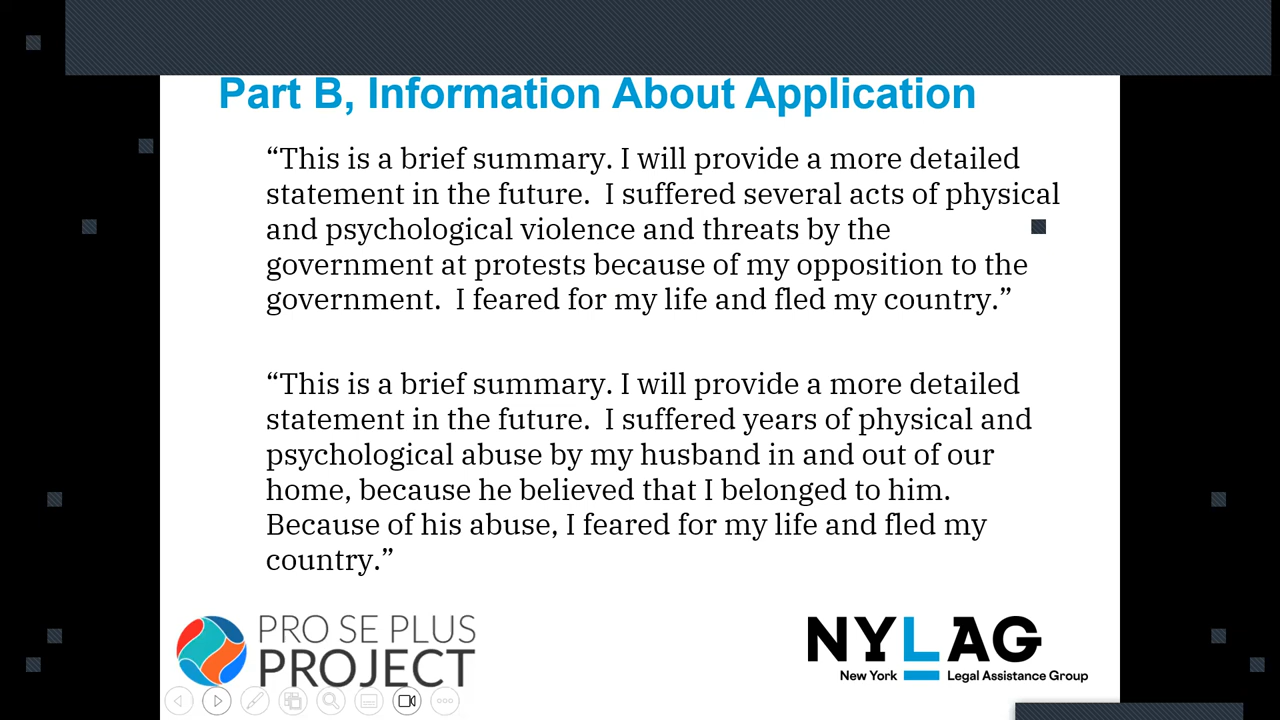 Part B, Information About Application
“This is a brief summary. I will provide a more detailed
statement in the future.  I suffered several acts of physical
and psychological violence and threats by the
government at protests because of my opposition to the
government.  I feared for my life and fled my country.”
“This is a brief summary. I will provide a more detailed
statement in the future.  I suffered years of physical and
psychological abuse by my husband in and out of our
home, because he believed that I belonged to him.
Because of his abuse, I feared for my life and fled my
country.”
PRO SE PLUS
PROJECT
NYLAG
New York Legal Assistance Group